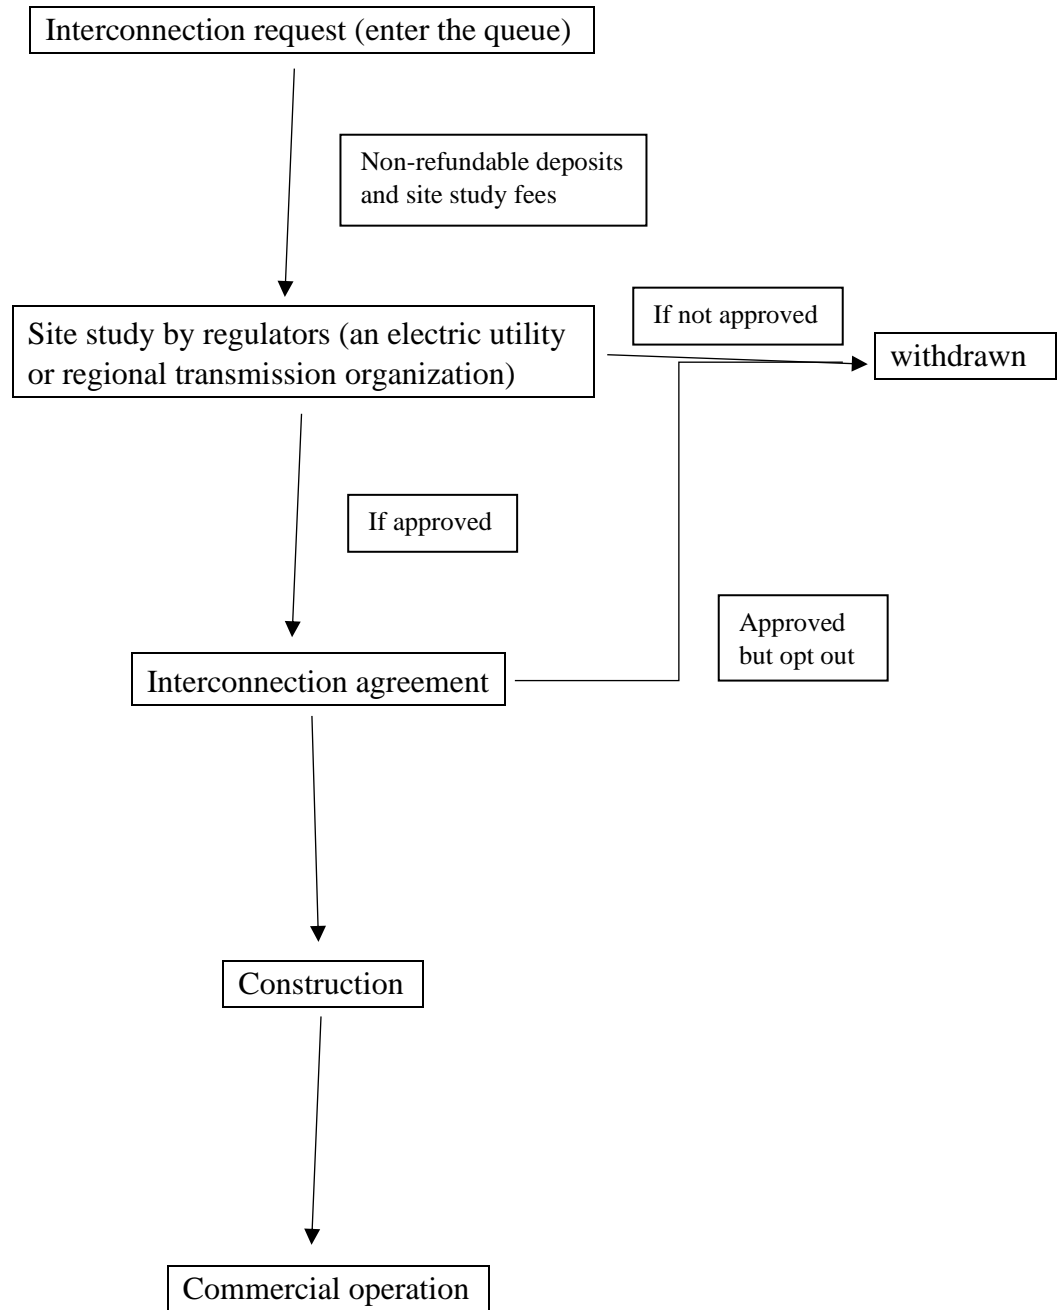 Interconnection request (enter the queue)
Non-refundable deposits
and site study fees
If not approved
Site study by regulators (an electric utility
or regional transmission organization)
withdrawn
If approved
Approved
but opt out
Interconnection agreement
Construction
Commercial operation